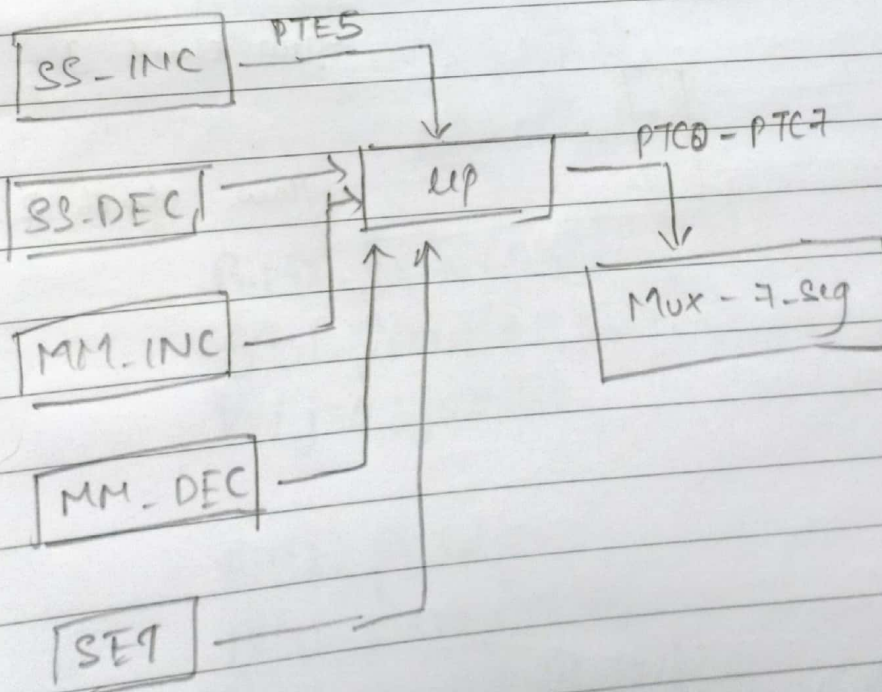 PTE5
SS-INC
PTC0-PTC7
SS-DEC
up
Mux-7-Seg
MM-INC
MM-DEC
SET